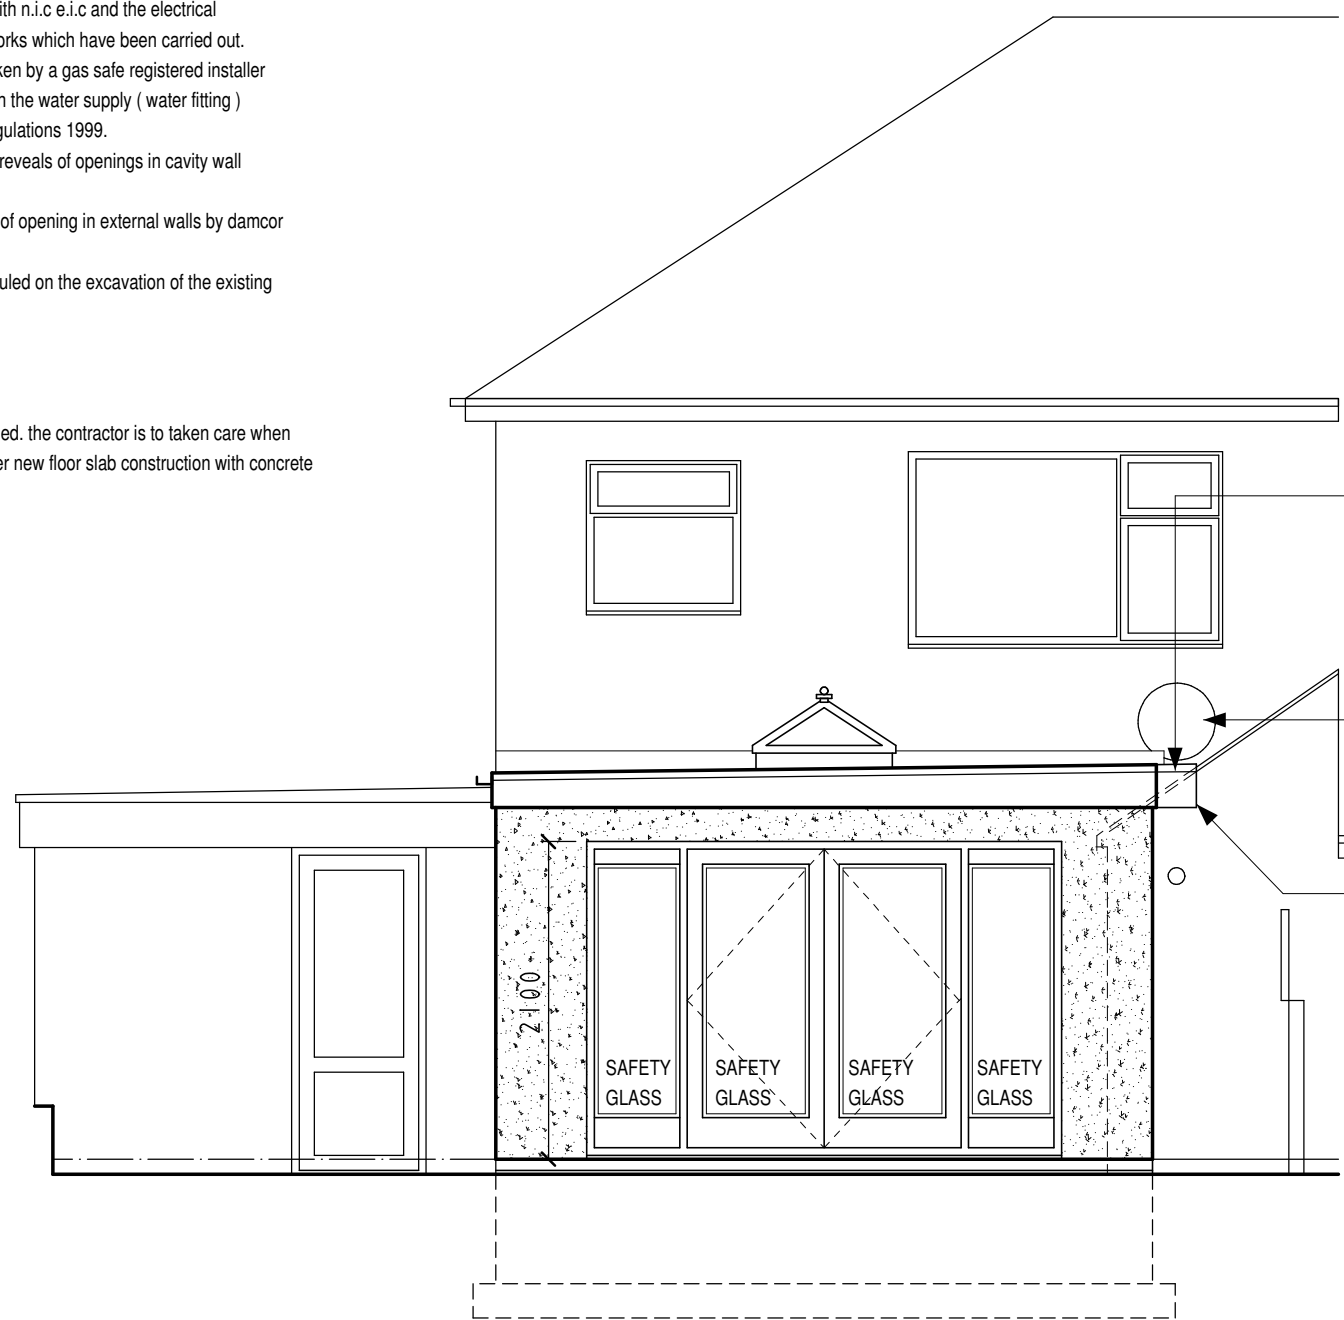 th n.i.c e.i.c and the electrical
orks which have been carried out.
ken by a gas safe registered installer
n the water supply ( water fitting )
gulations 1999.
reveals of openings in cavity wall
of opening in external walls by damcor
uled on the excavation of the existing
ed. the contractor is to taken care when
er new floor slab construction with concrete
2100
SAFETY
GLASS
SAFETY
GLASS
SAFETY
GLASS
SAFETY
GLASS